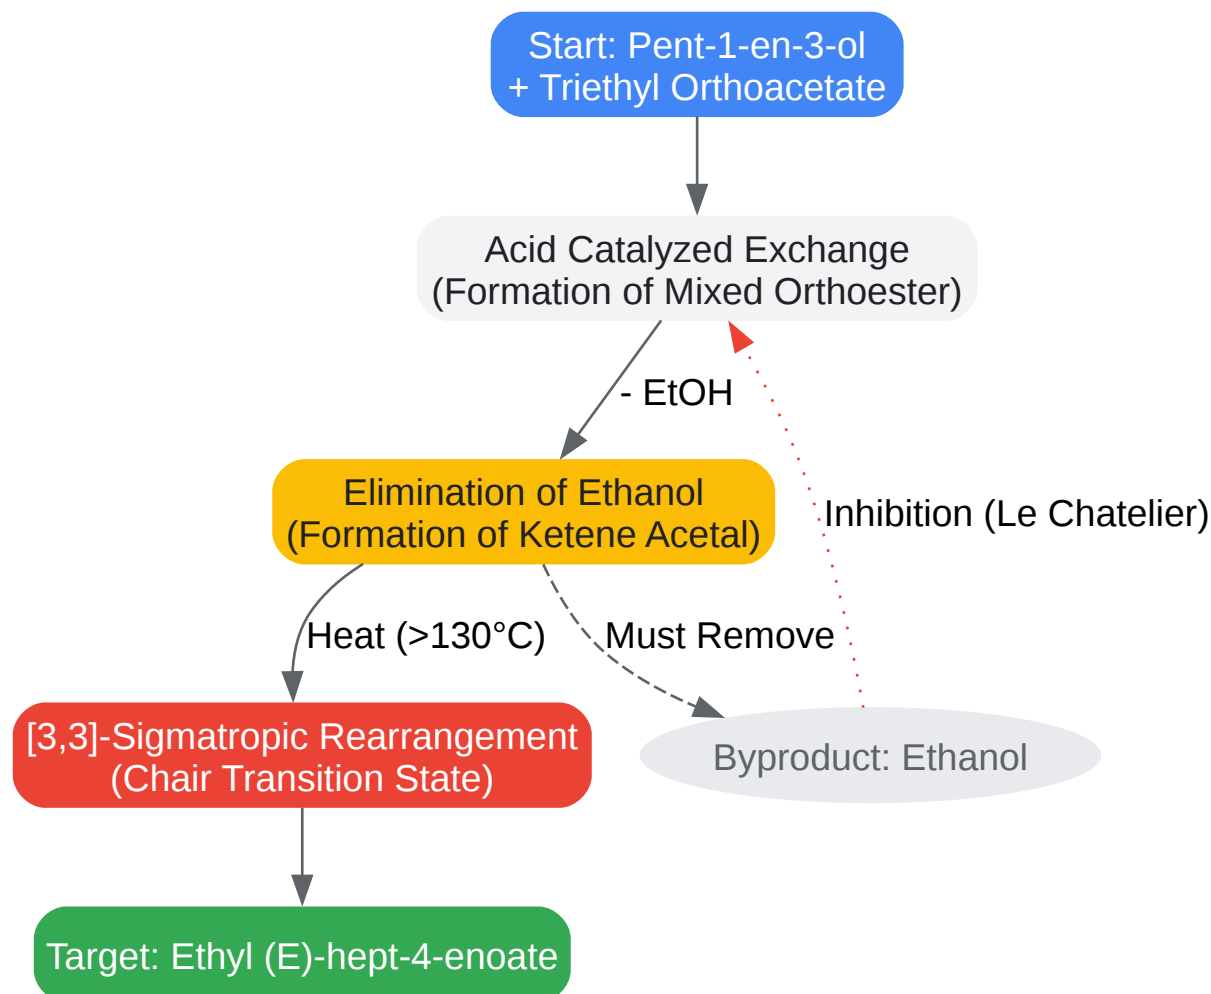 Start: Pent-1-en-3-ol
+ Triethyl Orthoacetate
Acid Catalyzed Exchange
(Formation of Mixed Orthoester)
- EtOH
Elimination of Ethanol
(Formation of Ketene Acetal)
Inhibition (Le Chatelier)
Heat (>130°C)
Must Remove
[3,3]-Sigmatropic Rearrangement
(Chair Transition State)
Byproduct: Ethanol
Target: Ethyl (E)-hept-4-enoate